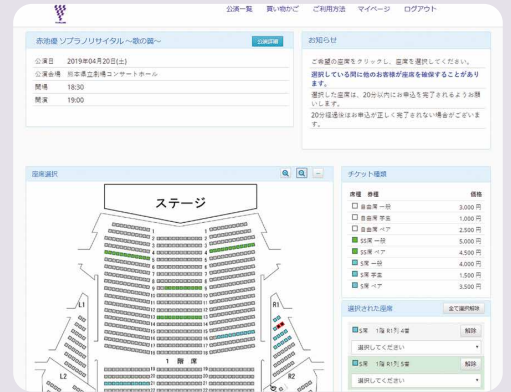 公演一覧 買い物かご ご利用方法 マイページ ログアウト
赤池優 ソプラノリサイタル ～歌の翼～
公演詳細
公演日 2019年04月20日(土)
公演会場 熊本県立劇場コンサートホール
開場 18:30
開演 19:00
お知らせ
ご希望の座席をクリックし、座席を選択してください。
選択している間に他のお客様が座席を確保することがあります。
選択した座席は、20分以内にお申込を完了されるようお願いします。
20分経過後はお申込が正しく完了されない場合がございます。
座席選択
ステージ
L1
R1
1 階 席
L2
R2
チケット種類
席種 券種 価格
自由席 一般 3,000 円
自由席 学生 1,000 円
自由席 ペア 2,500 円
SS席 一般 5,000 円
SS席 ペア 4,500 円
S席 一般 4,000 円
S席 学生 1,500 円
S席 ペア 3,500 円
選択された座席
全て選択解除
S席 1階 R1列 4番 解除
選択してください
S席 1階 R1列 5番 解除
選択してください